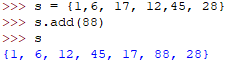 >>> s = {1,6, 17, 12,45, 28}
>>> s.add(88)
>>> s
{1, 6, 12, 45, 17, 88, 28}